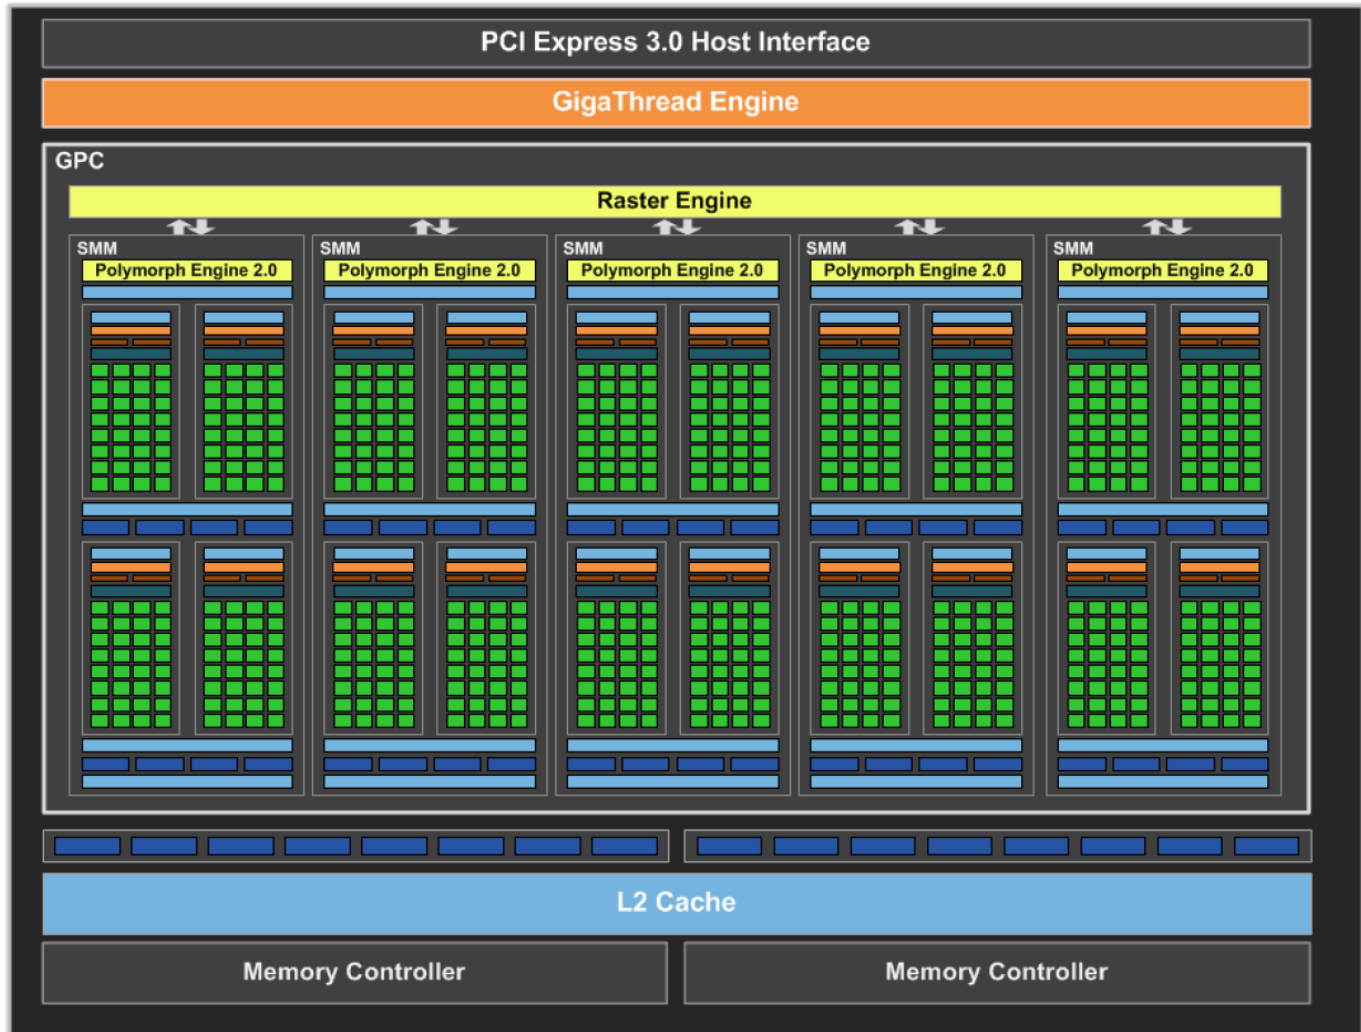 PCI Express 3.0 Host Interface
GigaThread Engine
GPC
Raster Engine
SMM SMM SMM SMM SMM
Polymorph Engine 2.0 Polymorph Engine 2.0 Polymorph Engine 2.0 Polymorph Engine 2.0 Polymorph Engine 2.0
L2 Cache
Memory Controller Memory Controller